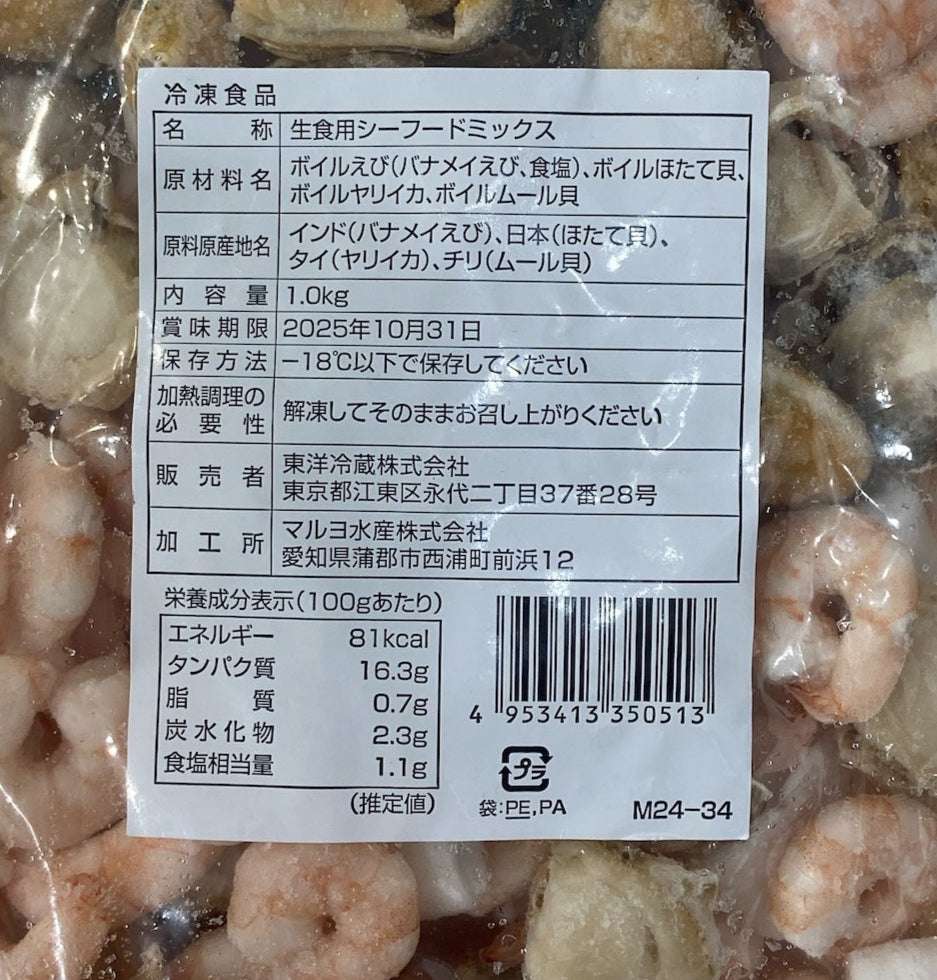 冷凍食品
名称 生食用シーフードミックス
原材料名 ボイルえび(バナメイえび、食塩)、ボイルほたて貝、
ボイルヤリイカ、ボイルムール貝
原料原産地名 インド(バナメイえび)、日本(ほたて貝)、
タイ(ヤリイカ)、チリ(ムール貝)
内容量 1.0kg
賞味期限 2025年10月31日
保存方法 −18℃以下で保存してください
加熱調理の
必要性 解凍してそのままお召し上がりください
販売者 東洋冷蔵株式会社
東京都江東区永代二丁目37番28号
加工所 マルヨ水産株式会社
愛知県蒲郡市西浦町前浜12
栄養成分表示(100gあたり)
エネルギー 81kcal
タンパク質 16.3g
脂質 0.7g
炭水化物 2.3g
食塩相当量 1.1g
(推定値)
4 953413 350513
プラ
袋:PE,PA
M24−34